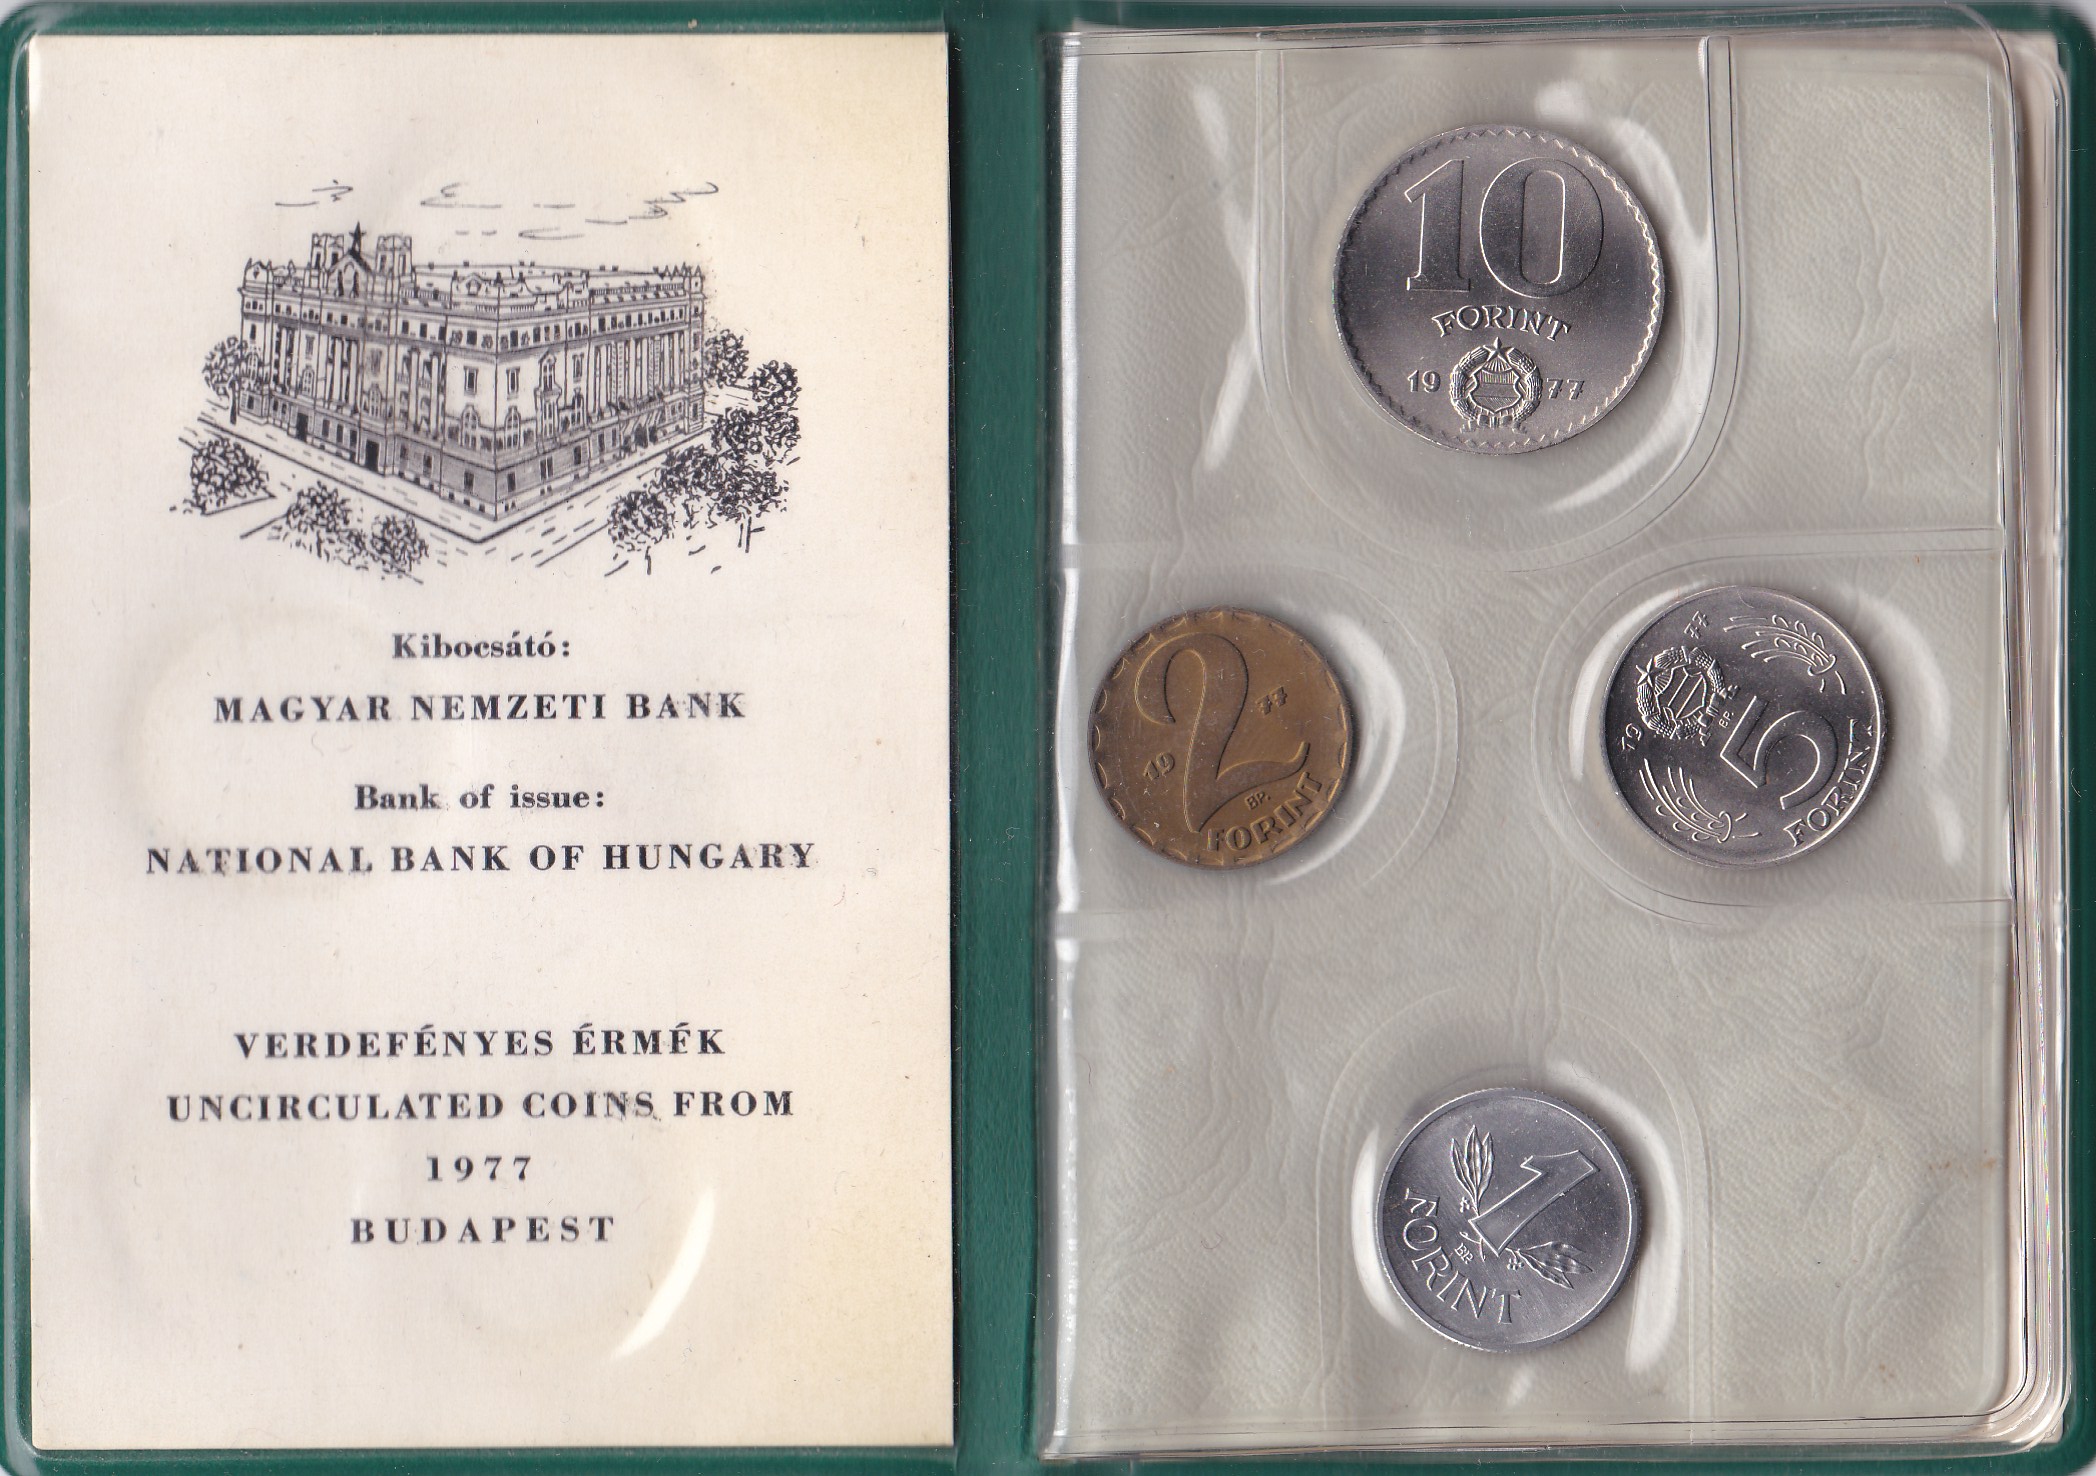 Kibocsátó:
MAGYAR NEMZETI BANK
Bank of issue:
NATIONAL BANK OF HUNGARY
VERDEFÉNYES ÉRMÉK
UNCIRCULATED COINS FROM
1977
BUDAPEST
10
FORINT
19 77
2
19 77
BP.
FORINT
19 77
BP.
5
FORINT
1
BP.
FORINT